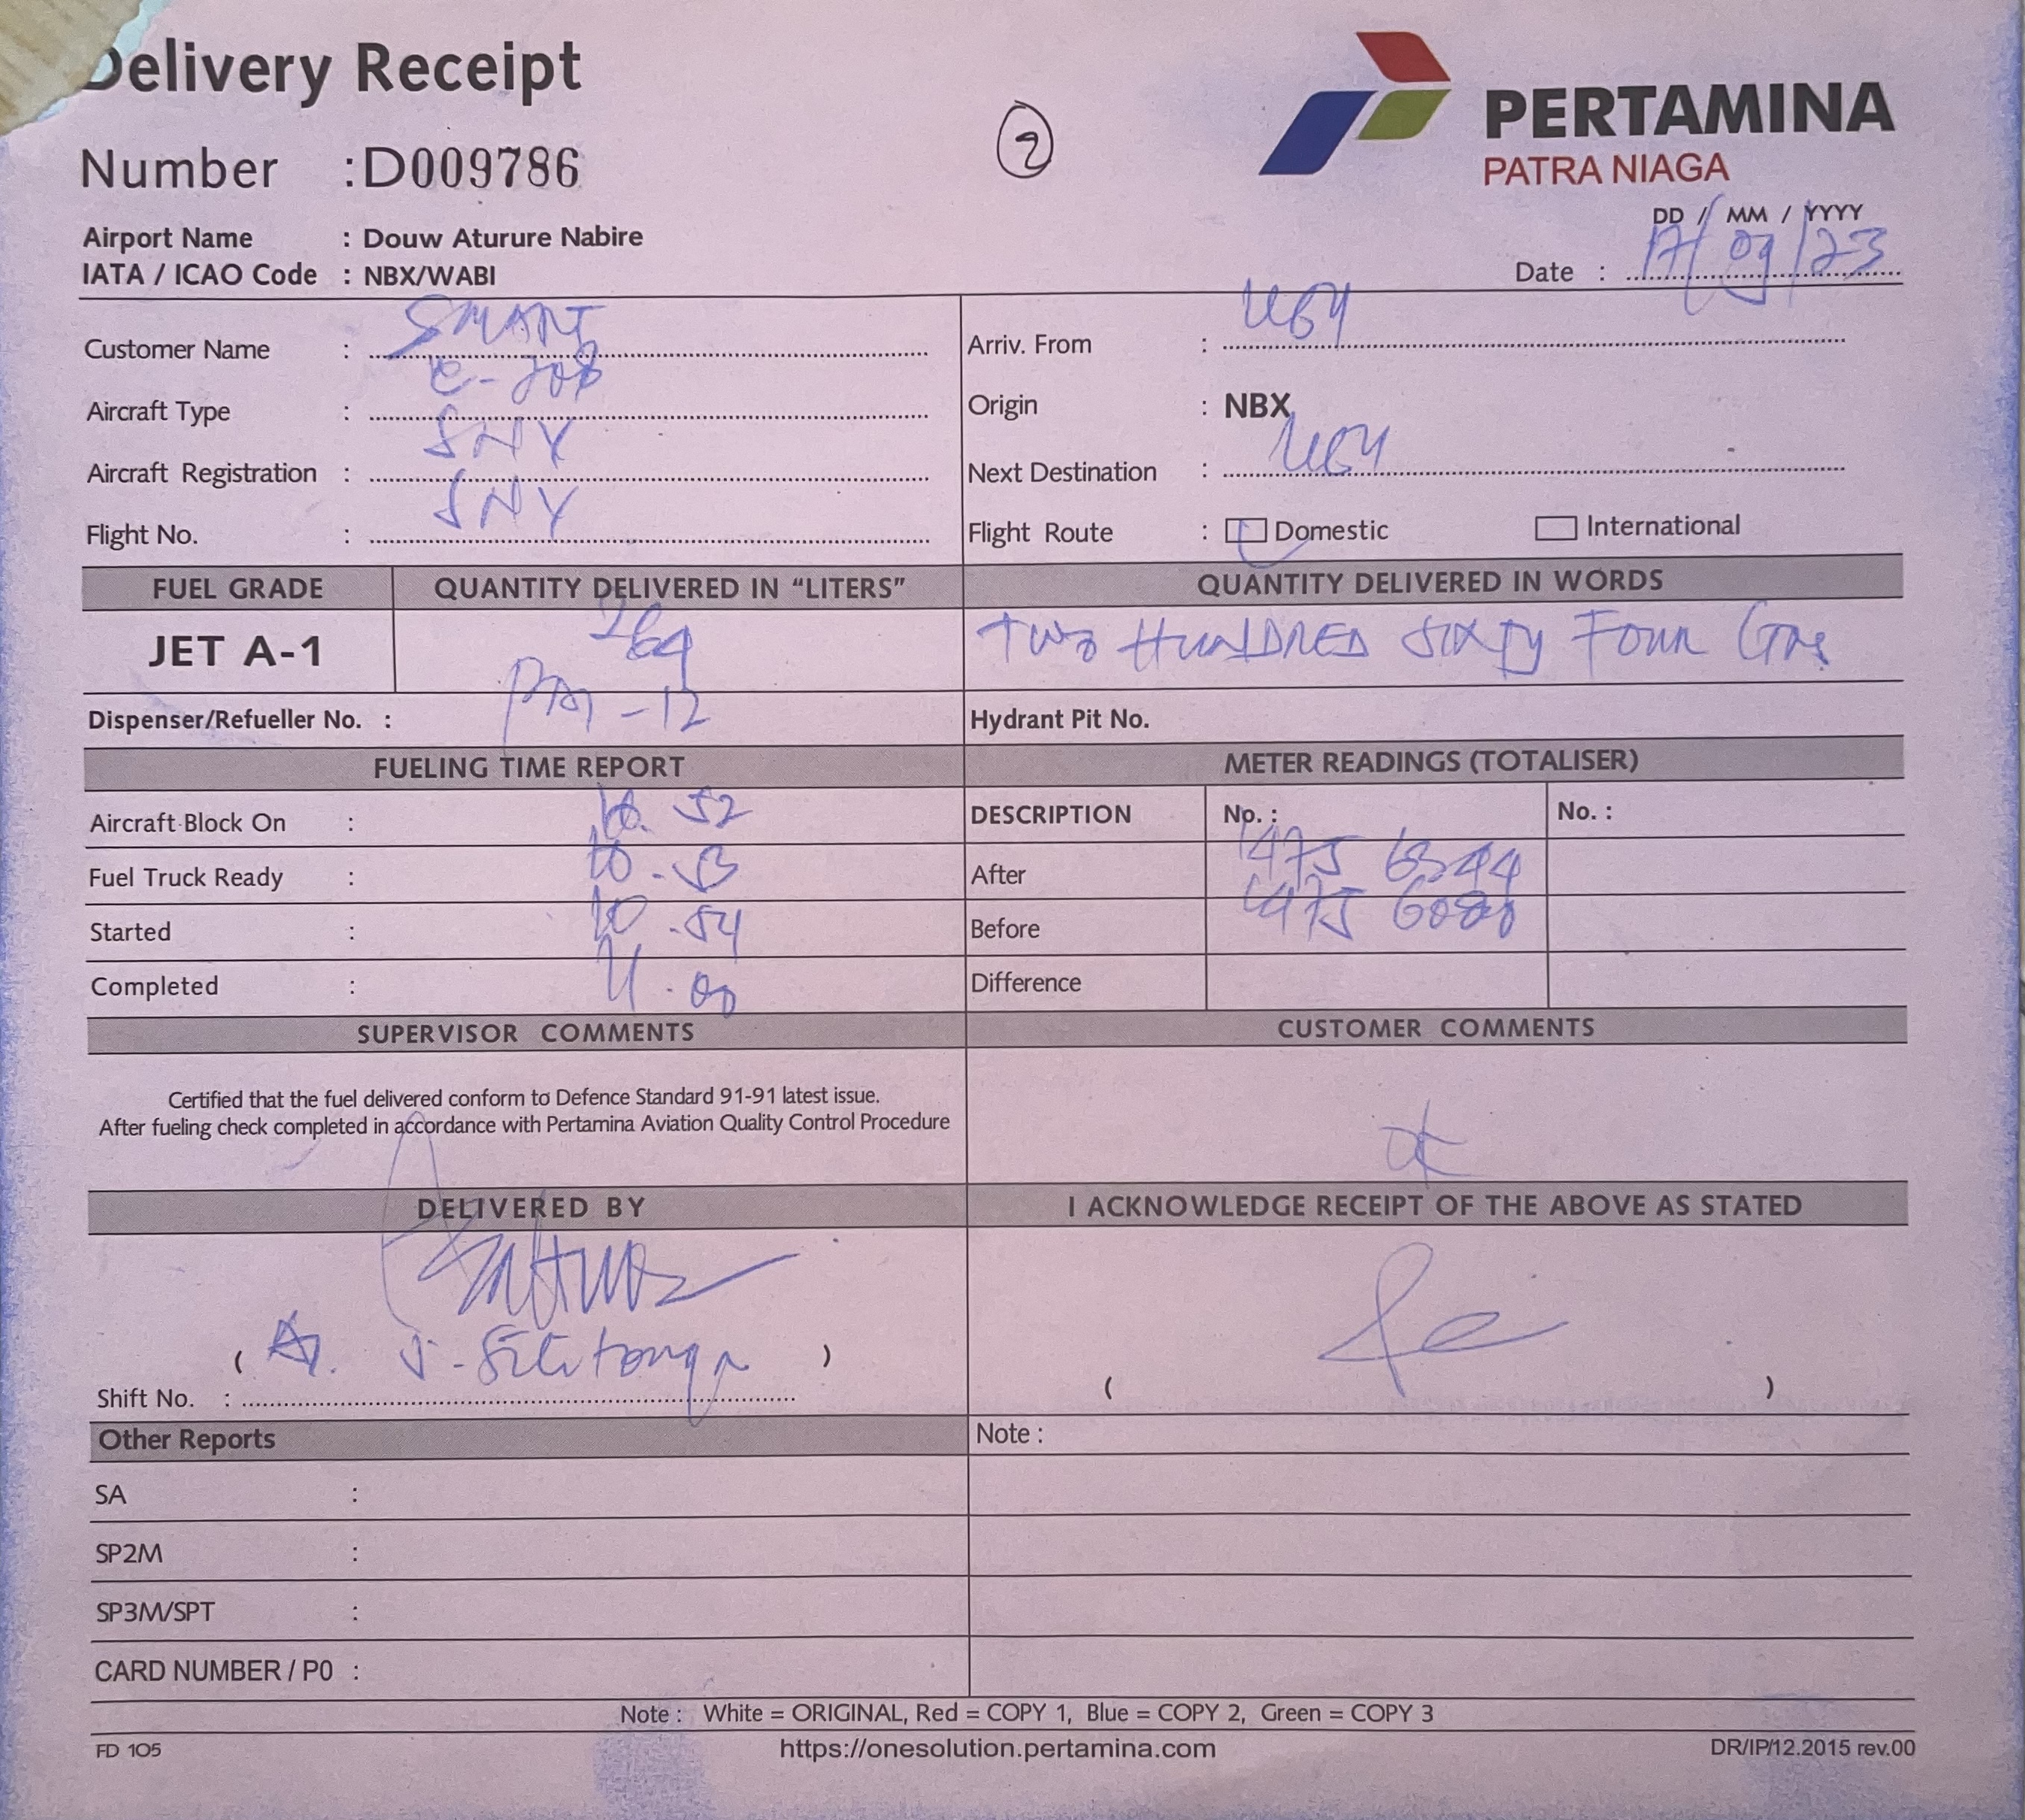 Delivery Receipt
②
PERTAMINA
PATRA NIAGA
Number : D009786
Airport Name : Douw Aturure Nabire
IATA / ICAO Code : NBX/WABI
DD / MM / YYYY
Date : 17/09/23
Customer Name : SMART
Arriv. From : UGU
Aircraft Type : C-208
Origin : NBX
Aircraft Registration : SNY
Next Destination : UGU
Flight No. : SNY
Flight Route : Domestic International
FUEL GRADE QUANTITY DELIVERED IN “LITERS” QUANTITY DELIVERED IN WORDS
JET A-1 264 TWO HUNDRED SIXTY FOUR
Dispenser/Refueller No. : -12 Hydrant Pit No.
FUELING TIME REPORT METER READINGS (TOTALISER)
Aircraft Block On : 10.52 DESCRIPTION No. : No. :
Fuel Truck Ready : 10.53 After 1475 6344
Started : 10.54 Before 1475 6080
Completed : 11.00 Difference
SUPERVISOR COMMENTS CUSTOMER COMMENTS
Certified that the fuel delivered conform to Defence Standard 91-91 latest issue.
After fueling check completed in accordance with Pertamina Aviation Quality Control Procedure
DELIVERED BY I ACKNOWLEDGE RECEIPT OF THE ABOVE AS STATED
( )
Shift No. :
( )
Other Reports Note :
SA :
SP2M :
SP3M/SPT :
CARD NUMBER / P0 :
Note : White = ORIGINAL, Red = COPY 1, Blue = COPY 2, Green = COPY 3
FD 105 https://onesolution.pertamina.com DR/IP/12.2015 rev.00